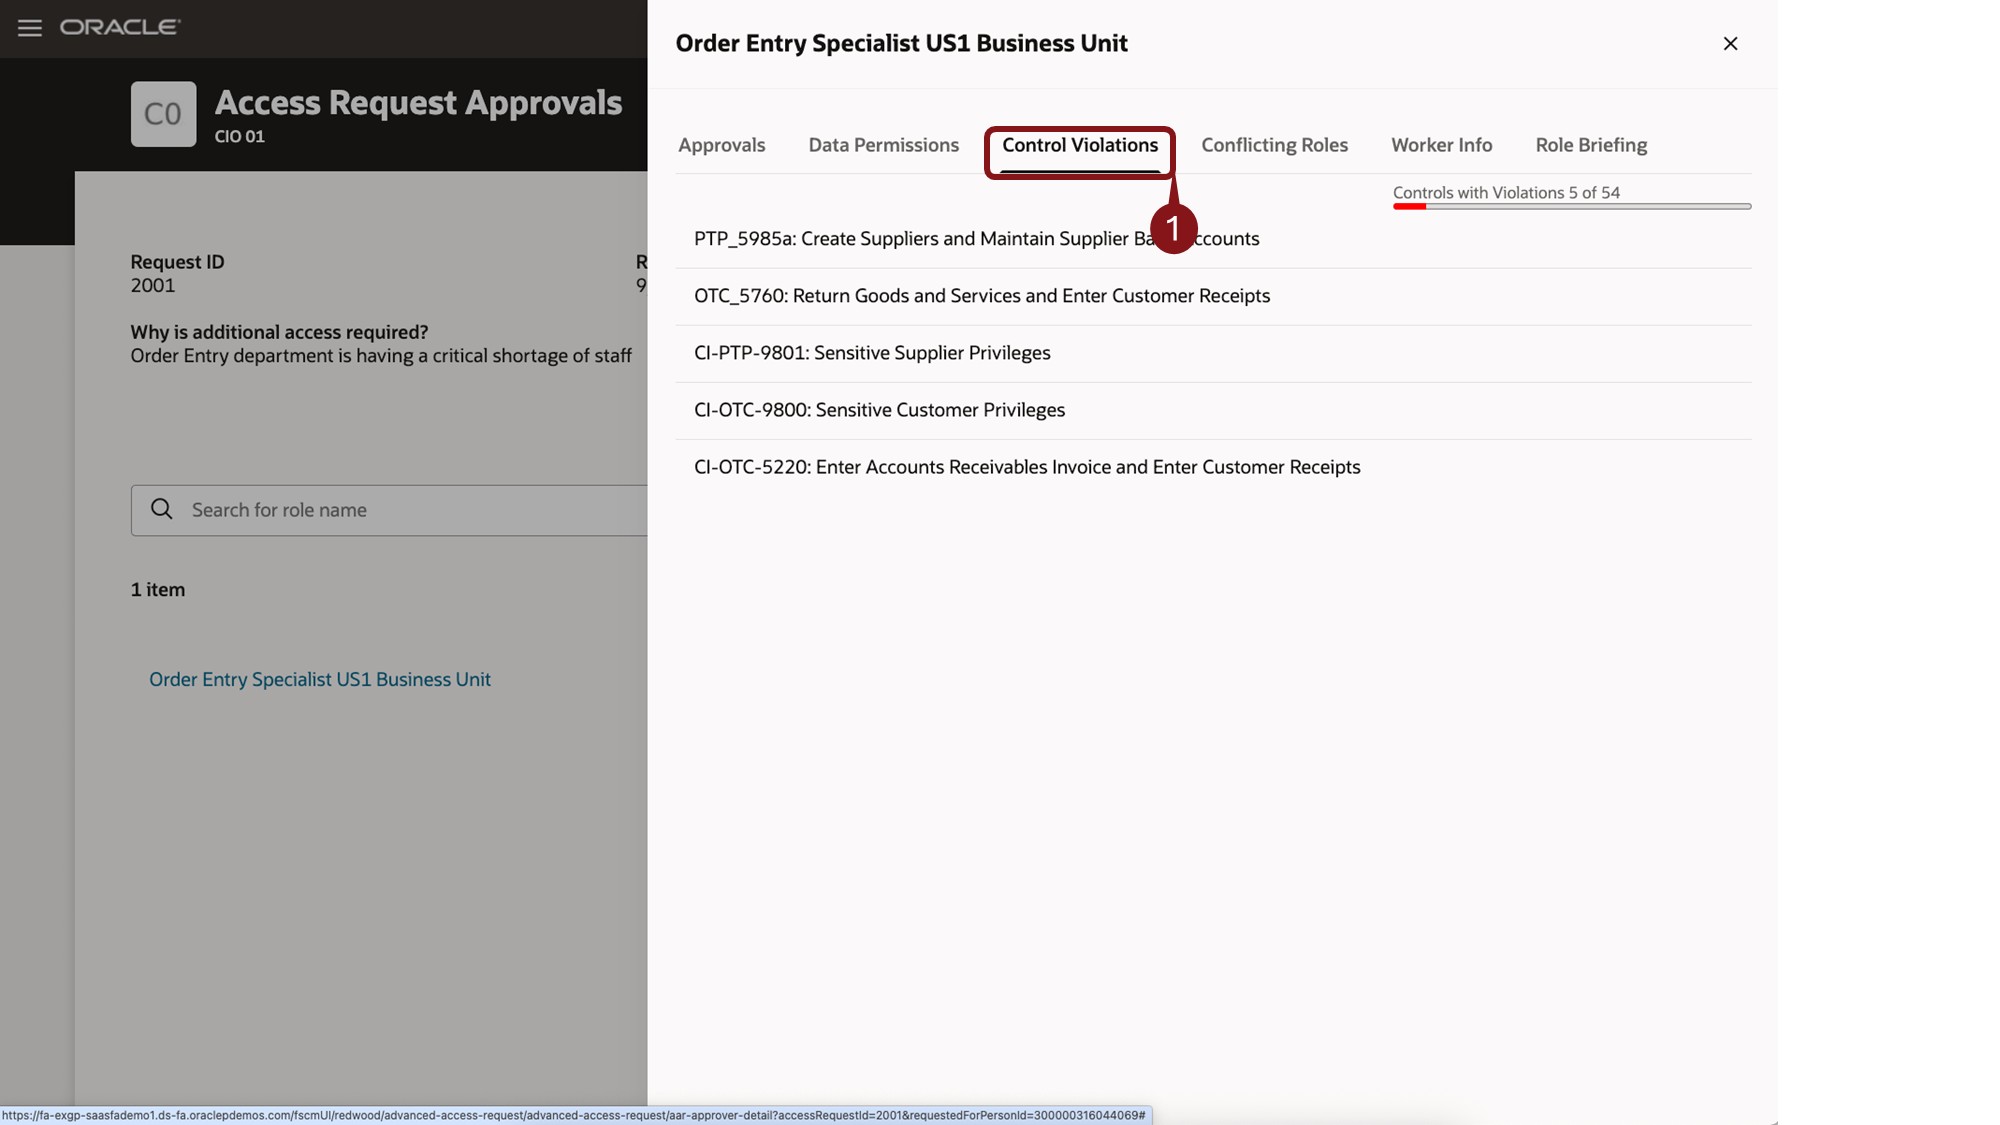 ORACLE
C0
Access Request Approvals
CIO 01
Request ID
2001
R
9
Why is additional access required?
Order Entry department is having a critical shortage of staff
Search for role name
1 item
Order Entry Specialist US1 Business Unit
Order Entry Specialist US1 Business Unit
Approvals
Data Permissions
Control Violations
Conflicting Roles
Worker Info
Role Briefing
1
Controls with Violations 5 of 54
PTP_5985a: Create Suppliers and Maintain Supplier
OTC_5760: Return Goods and Services and Enter Customer Receipts
CI-PTP-9801: Sensitive Supplier Privileges
CI-OTC-9800: Sensitive Customer Privileges
CI-OTC-5220: Enter Accounts Receivables Invoice and Enter Customer Receipts
https://fa-exgp-saasfademo1.ds-fa.oraclepdemos.com/fscmUI/redwood/advanced-access-request/advanced-access-request/aar-approver-detail?accessRequestId=2001&requestedForPersonId=300000316044069#